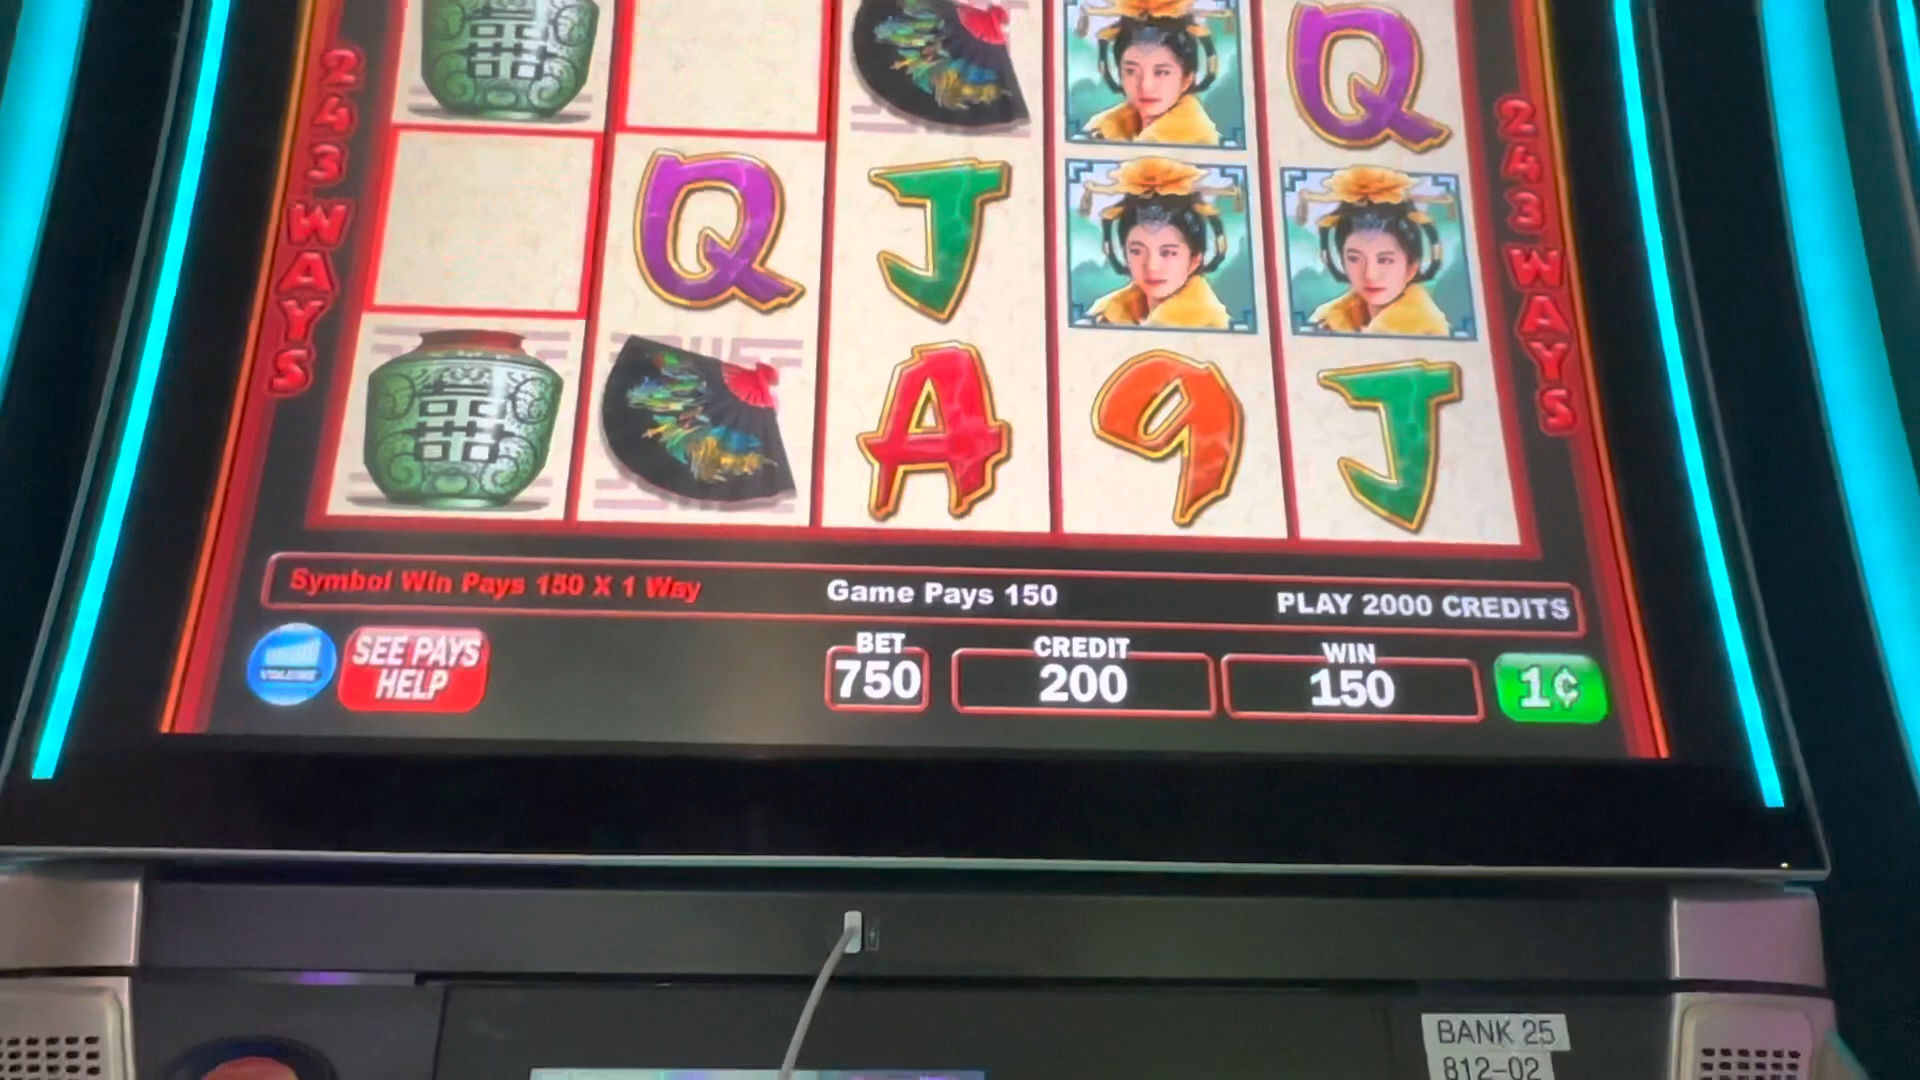 243 WAYS
243 WAYS
Q
Q
J
A
9
J
Symbol Win Pays 150 X 1 Way
Game Pays 150
PLAY 2000 CREDITS
SEE PAYS
HELP
BET
750
CREDIT
200
WIN
150
1¢
BANK 25
812-02